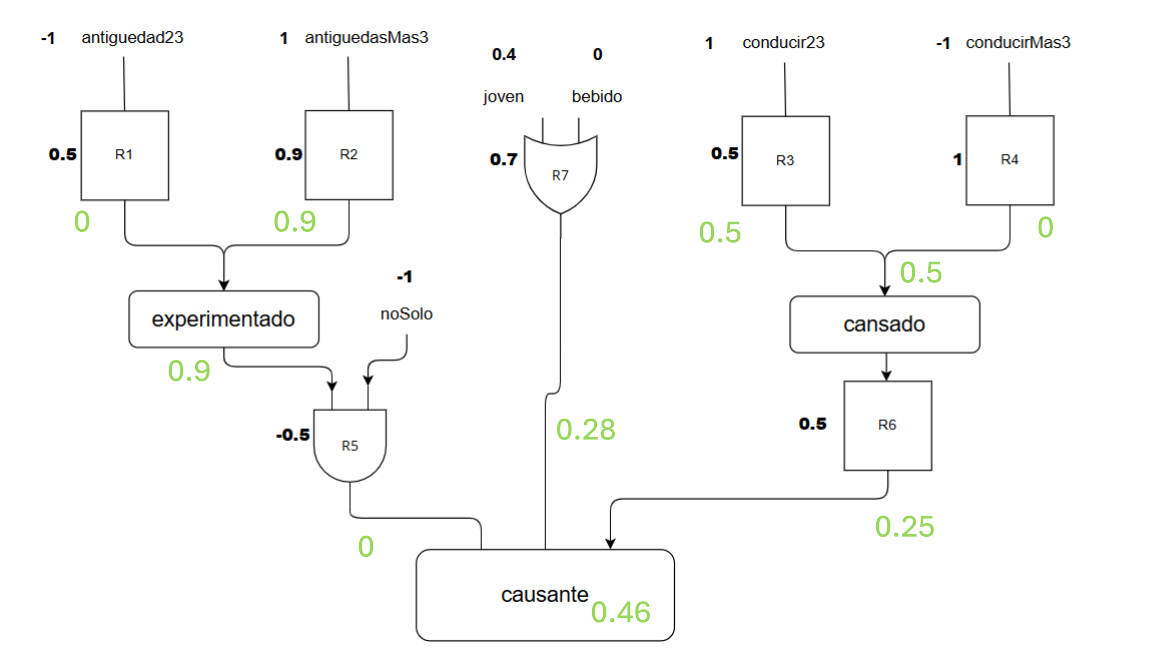 -1 antiguedad23
1 antiguedasMas3
0.4 0
joven bebido
1 conducir23
-1 conducirMas3
0.5 R1
0.9 R2
0.7 R7
0.5 R3
1 R4
0
0.9
0.5
0
0.5
-1
noSolo
experimentado
cansado
0.9
-0.5 R5
0.28
0.5 R6
0
0.25
causante
0.46